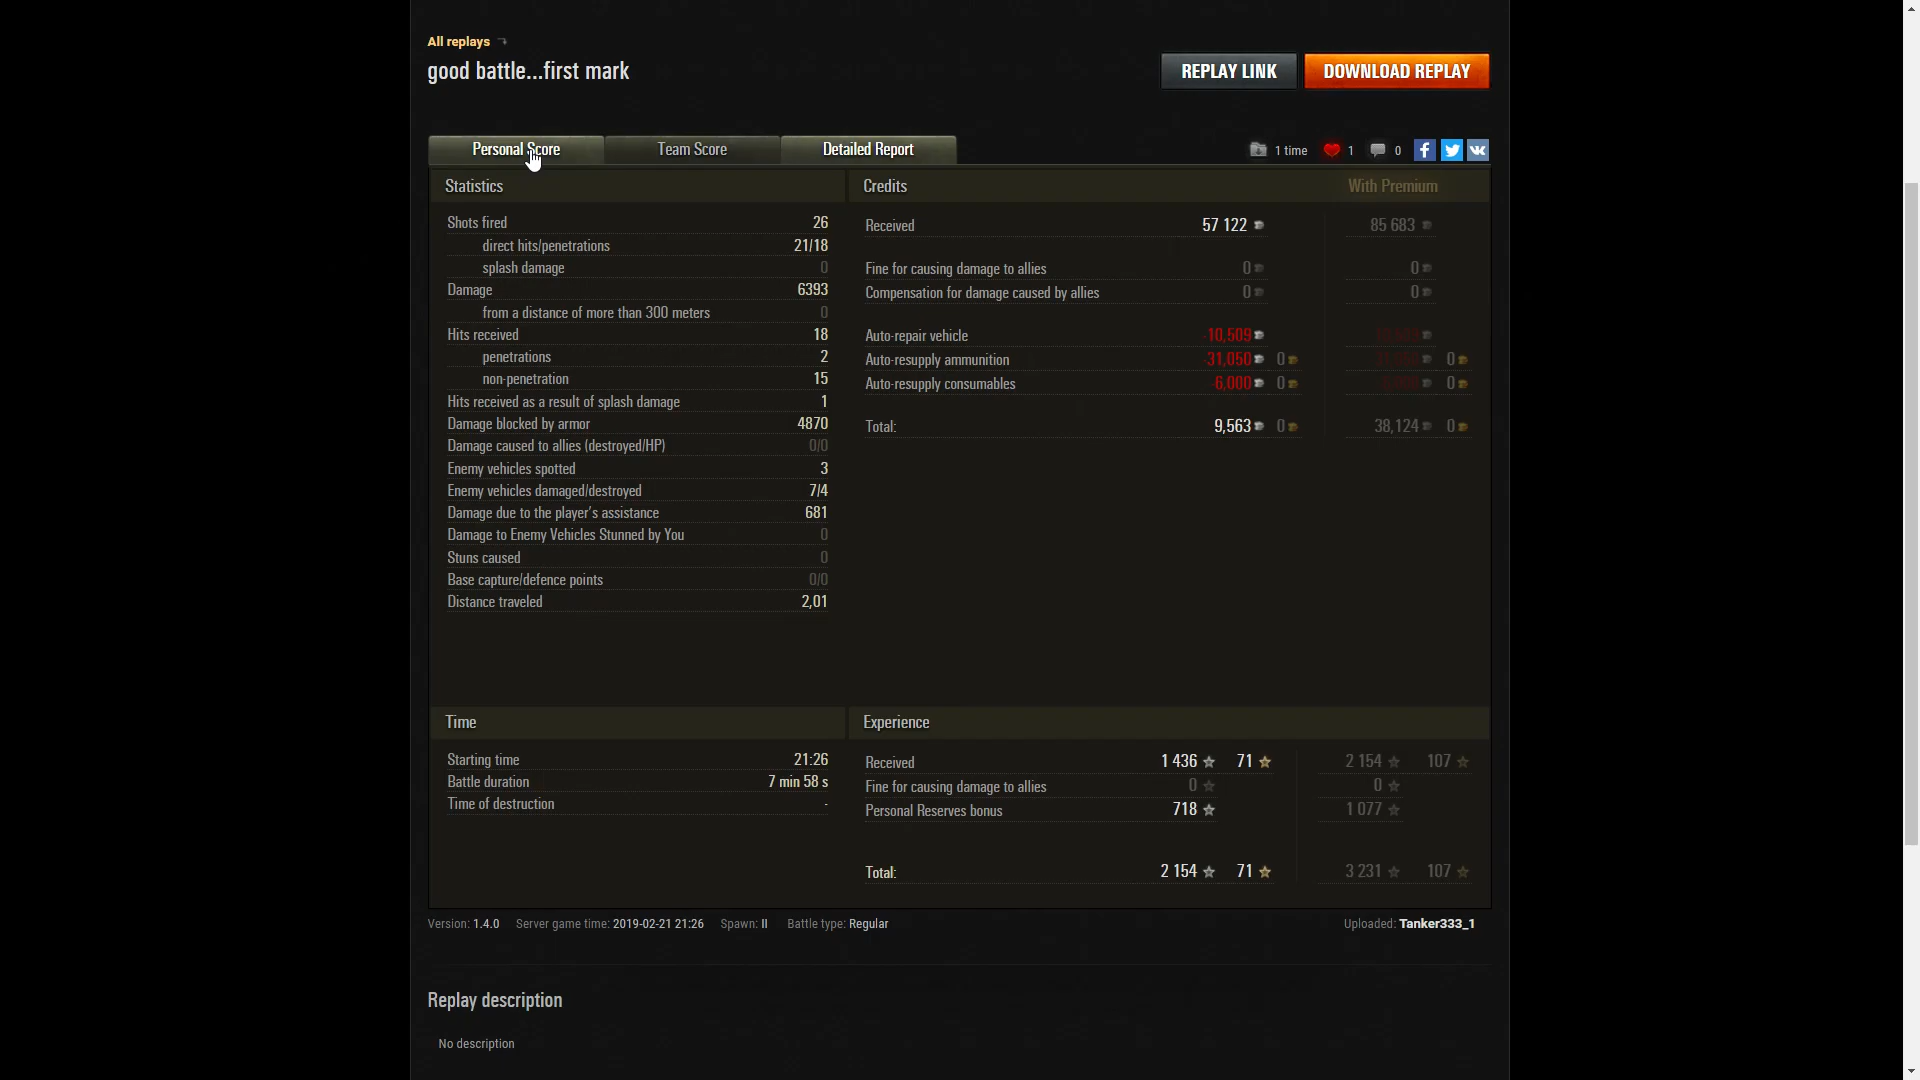 All replays
good battle...first mark
REPLAY LINK
DOWNLOAD REPLAY
Personal Score
Team Score
Detailed Report
1 time
1
0
Statistics
Shots fired 26
direct hits/penetrations 21/18
splash damage 0
Damage 6393
from a distance of more than 300 meters 0
Hits received 18
penetrations 2
non-penetration 15
Hits received as a result of splash damage 1
Damage blocked by armor 4870
Damage caused to allies (destroyed/HP) 0/0
Enemy vehicles spotted 3
Enemy vehicles damaged/destroyed 7/4
Damage due to the player's assistance 681
Damage to Enemy Vehicles Stunned by You 0
Stuns caused 0
Base capture/defence points 0/0
Distance traveled 2,01
Credits With Premium
Received 57 122 85 683
Fine for causing damage to allies 0 0
Compensation for damage caused by allies 0 0
Auto-repair vehicle -10,509
Auto-resupply ammunition -31,050 0 0
Auto-resupply consumables -6,000 0 0
Total: 9,563 0 38,124 0
Time
Starting time 21:26
Battle duration 7 min 58 s
Time of destruction -
Experience
Received 1 436 71 2 154 107
Fine for causing damage to allies 0 0
Personal Reserves bonus 718 1 077
Total: 2 154 71 3 231 107
Version: 1.4.0 Server game time: 2019-02-21 21:26 Spawn: II Battle type: Regular Uploaded: Tanker333_1
Replay description
No description